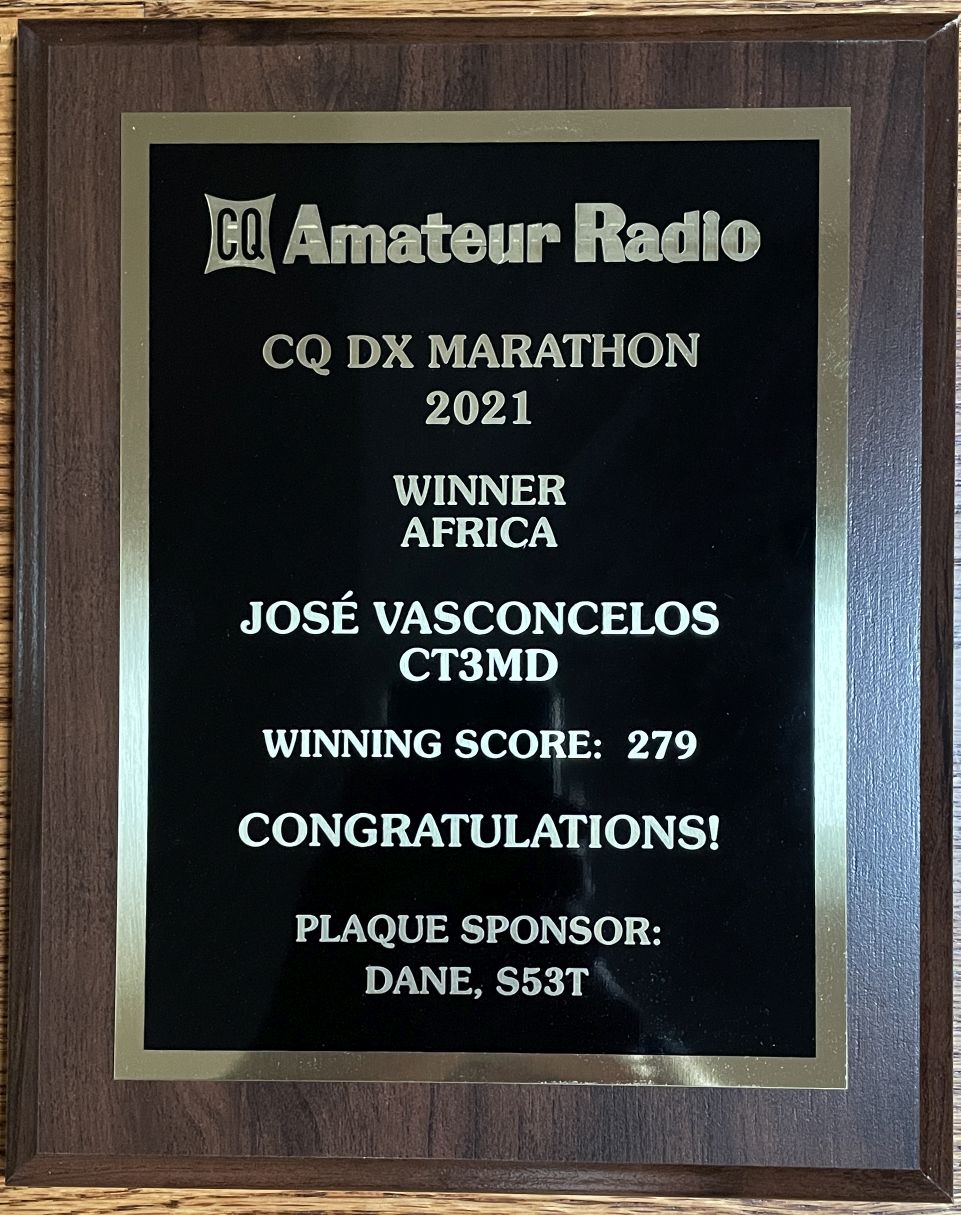 CQ Amateur Radio
CQ DX MARATHON
2021
WINNER
AFRICA
JOSÉ VASCONCELOS
CT3MD
WINNING SCORE: 279
CONGRATULATIONS!
PLAQUE SPONSOR:
DANE, S53T